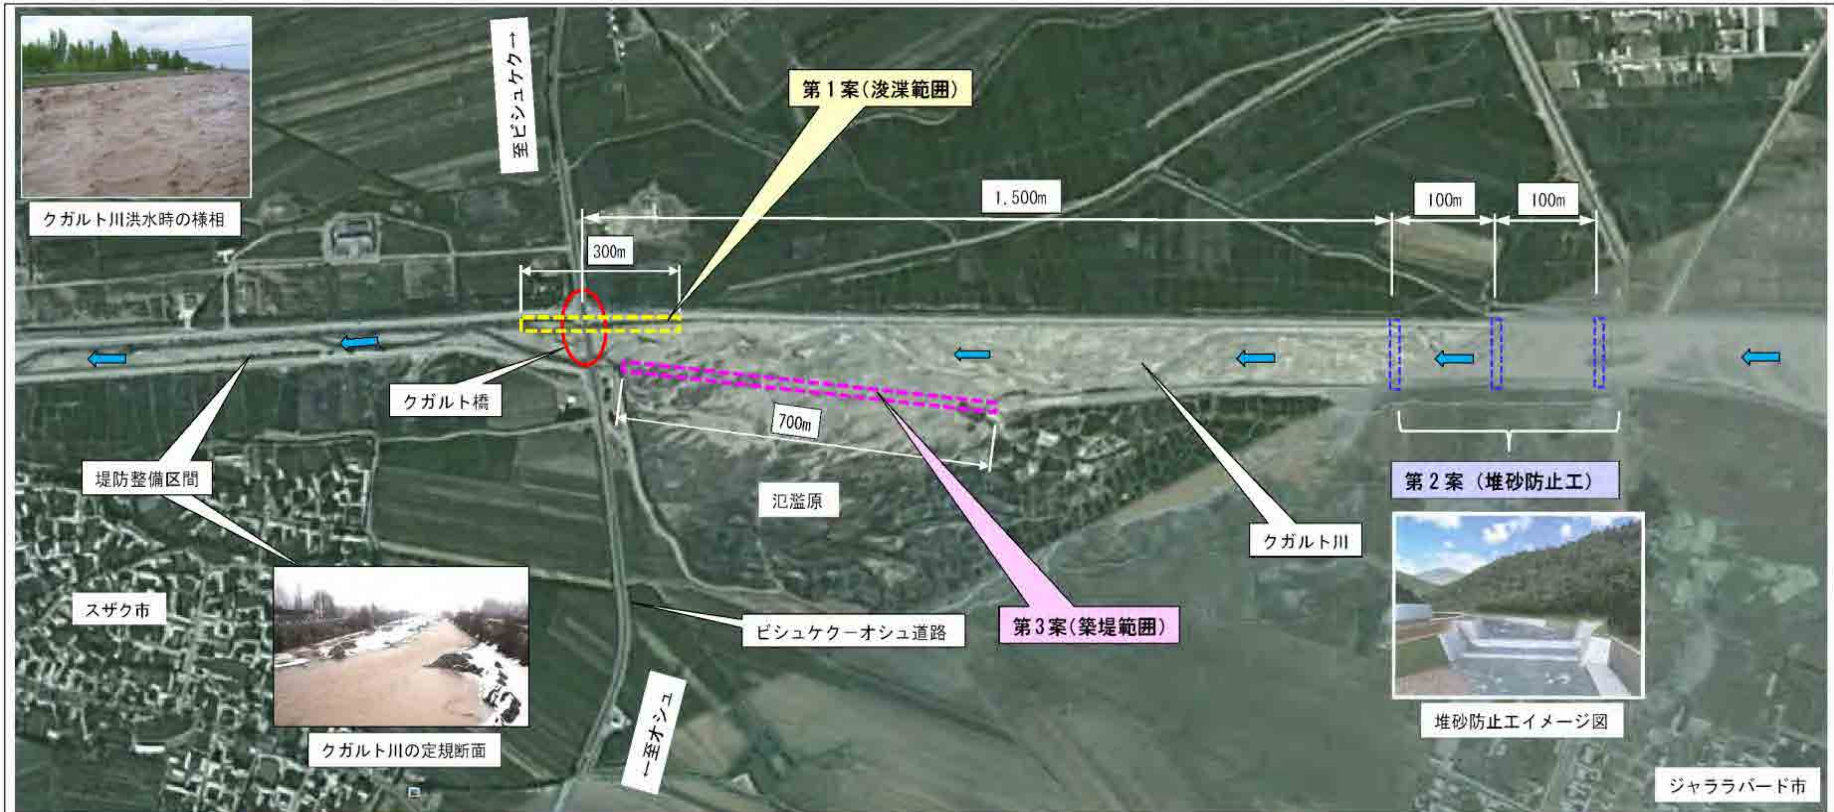 クガルト川洪水時の様相
至ビシュケク→
第1案(浚渫範囲)
1,500m
100m
100m
300m
クガルト橋
700m
堤防整備区間
氾濫原
第2案(堆砂防止工)
クガルト川
スザク市
ビシュケクーオシュ道路
第3案(築堤範囲)
クガルト川の定規断面
←至オシュ
堆砂防止工イメージ図
ジャララバード市